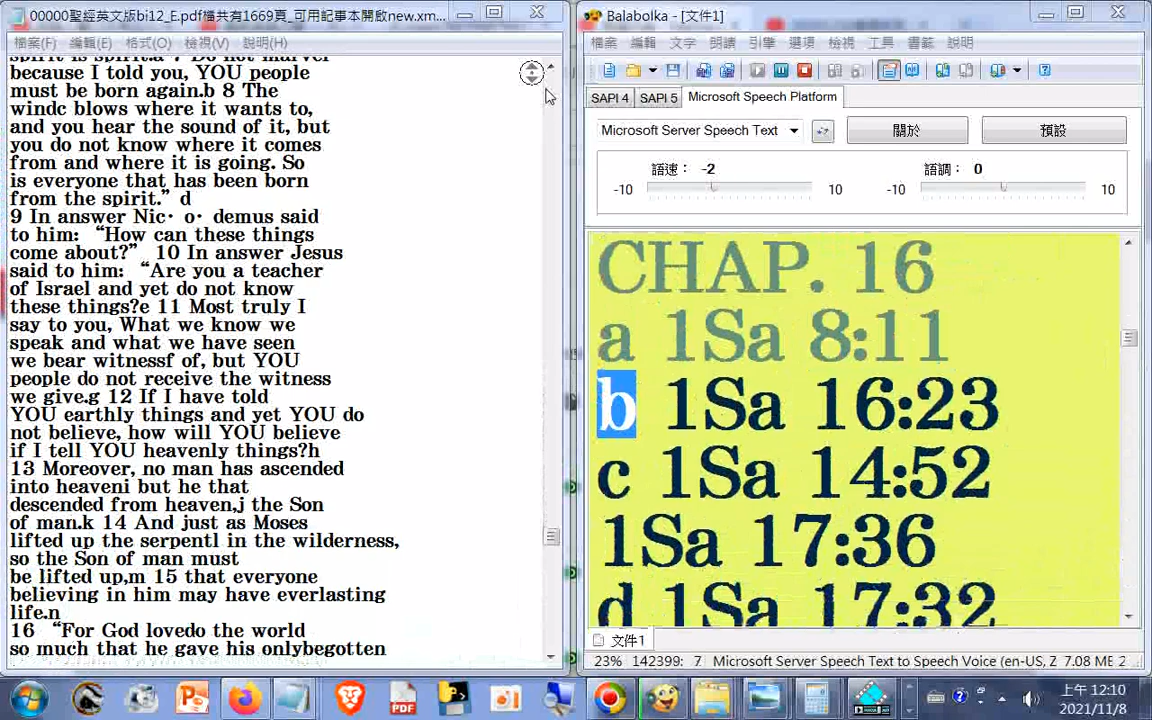 00000聖經英文版bi12_E.pdf檔共有1669頁_可用記事本開啟new.xm...
檔案(F) 編輯(E) 格式(O) 檢視(V) 說明(H)
spirit is spirit.a 7 Do not marvel
because I told you, YOU people
must be born again.b 8 The
windc blows where it wants to,
and you hear the sound of it, but
you do not know where it comes
from and where it is going. So
is everyone that has been born
from the spirit.” d
9 In answer Nic· o· demus said
to him: “How can these things
come about?” 10 In answer Jesus
said to him: “Are you a teacher
of Israel and yet do not know
these things?e 11 Most truly I
say to you, What we know we
speak and what we have seen
we bear witnessf of, but YOU
people do not receive the witness
we give.g 12 If I have told
YOU earthly things and yet YOU do
not believe, how will YOU believe
if I tell YOU heavenly things?h
13 Moreover, no man has ascended
into heaveni but he that
descended from heaven,j the Son
of man.k 14 And just as Moses
lifted up the serpentl in the wilderness,
so the Son of man must
be lifted up,m 15 that everyone
believing in him may have everlasting
life.n
16 “For God lovedo the world
so much that he gave his onlybegotten
Balabolka - [文件1]
檔案 編輯 文字 朗讀 引擎 選項 檢視 工具 書籤 說明
SAPI 4 SAPI 5 Microsoft Speech Platform
Microsoft Server Speech Text 關於 預設
語速: -2 語調: 0
-10 10 -10 10
CHAP. 16
a 1Sa 8:11
b 1Sa 16:23
c 1Sa 14:52
1Sa 17:36
d 1Sa 17:32
文件1
23% 142399: 7 Microsoft Server Speech Text to Speech Voice (en-US, Z 7.08 MB 2
PDF
上午 12:10
2021/11/8